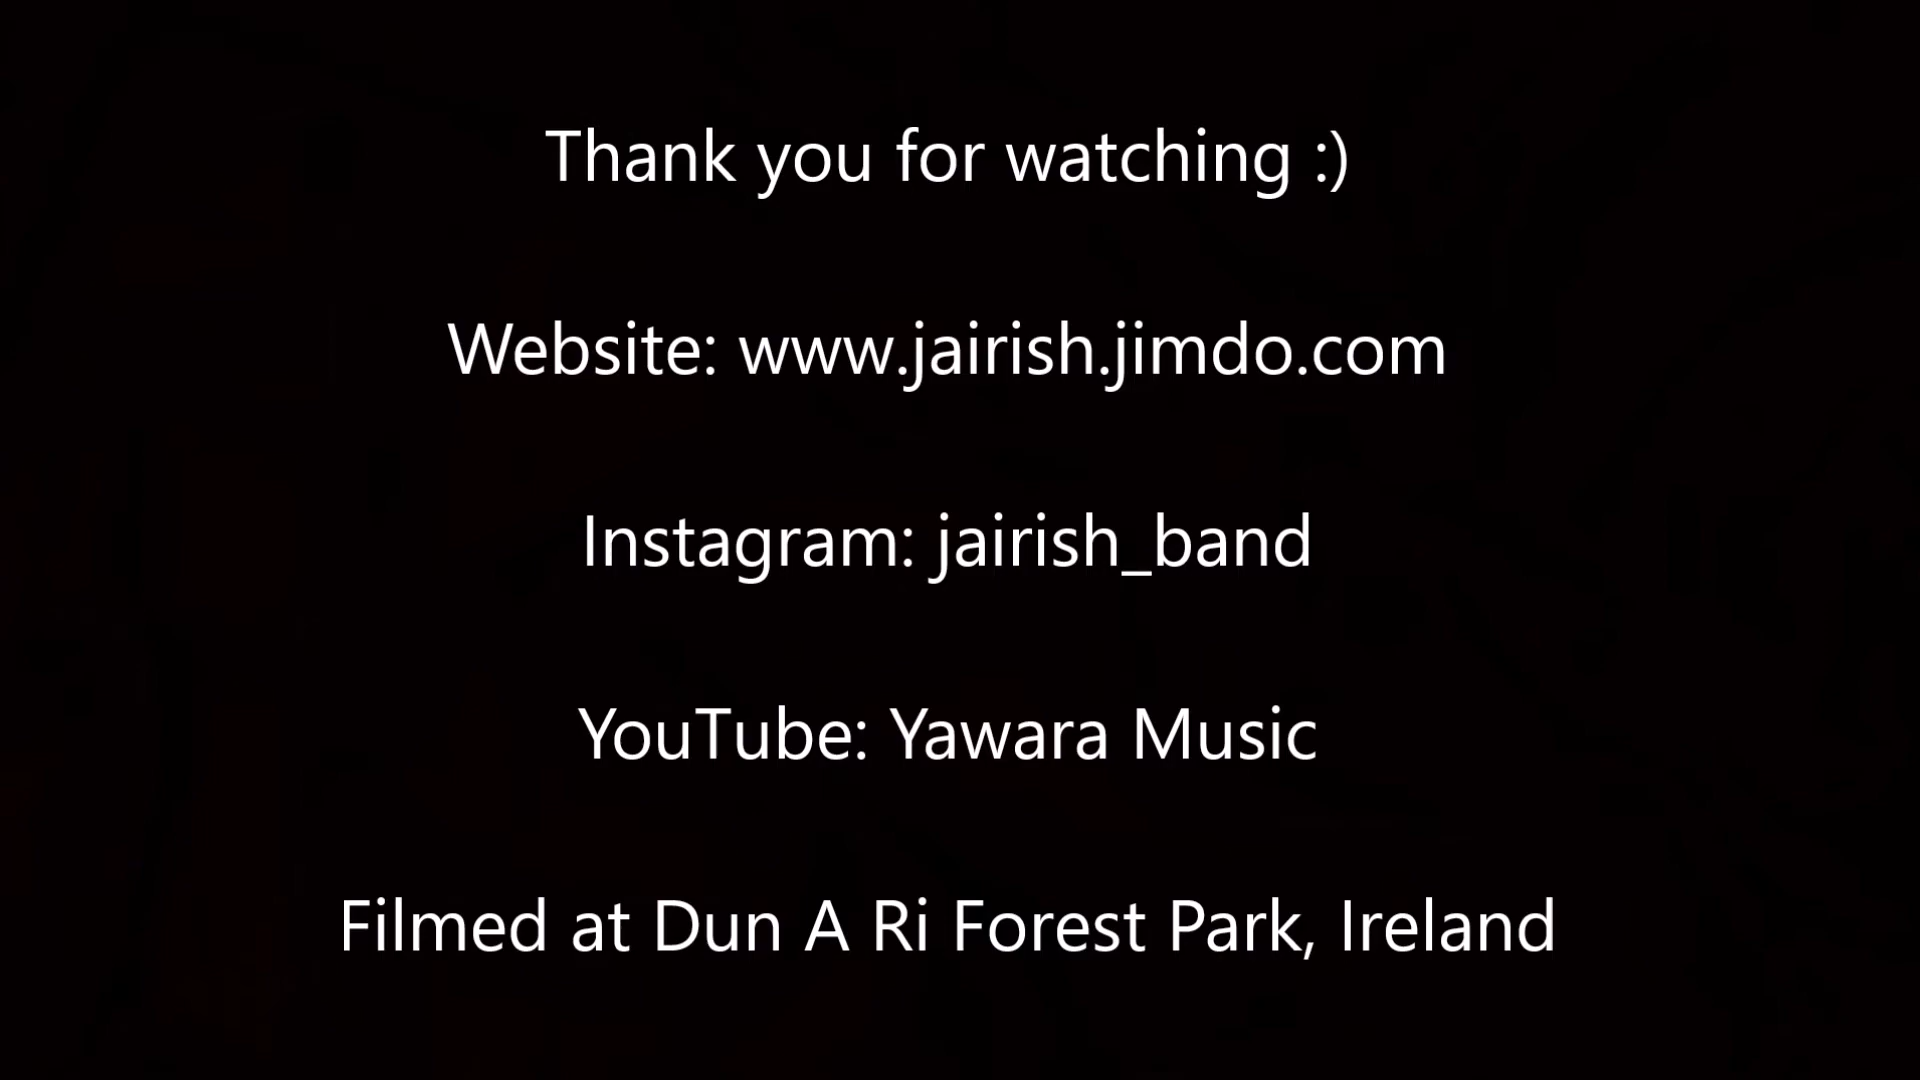 Thank you for watching :)
Website: www.jairish.jimdo.com
Instagram: jairish_band
YouTube: Yawara Music
Filmed at Dun A Ri Forest Park, Ireland